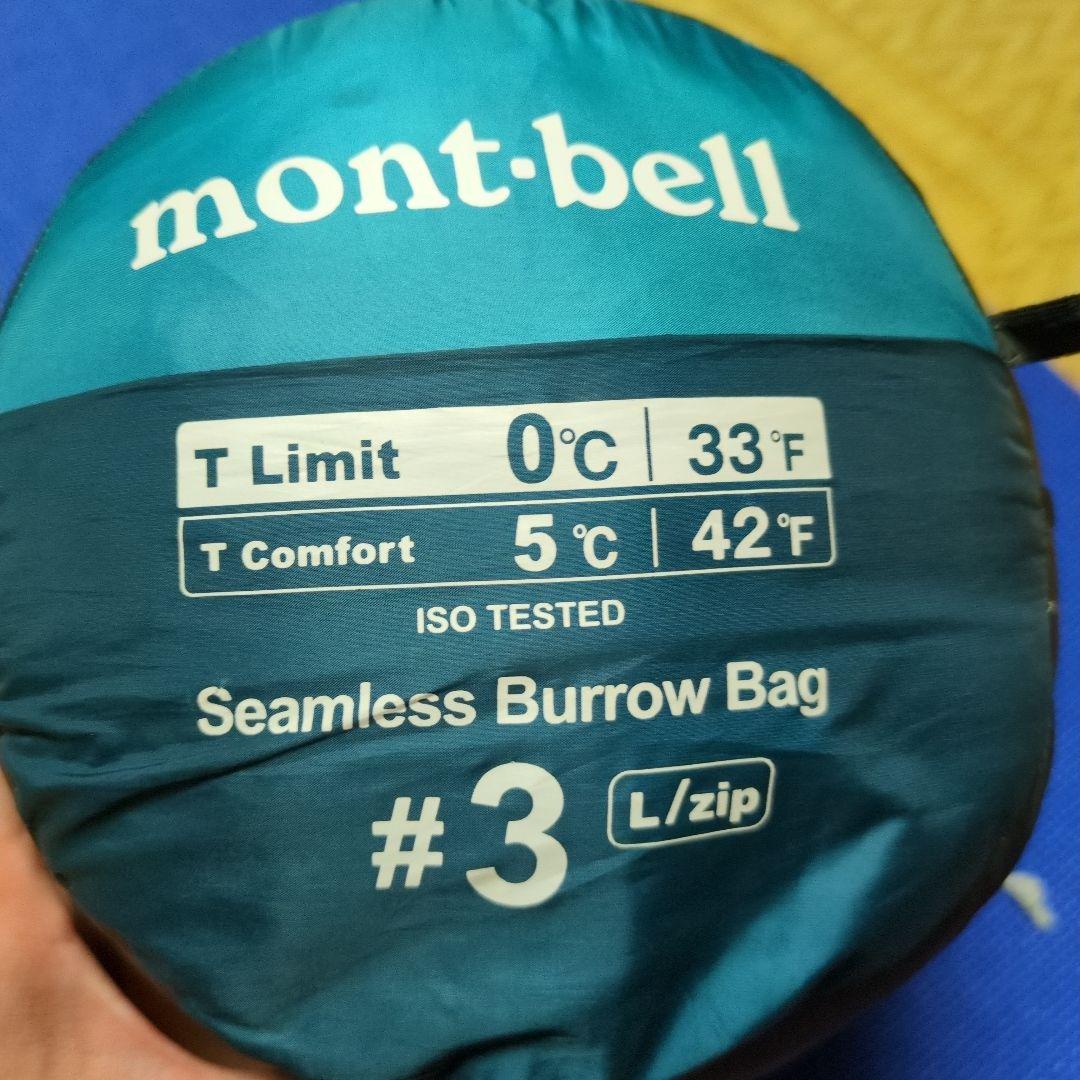 mont·bell
T Limit 0℃ | 33°F
T Comfort 5℃ | 42°F
ISO TESTED
Seamless Burrow Bag
#3 L/zip